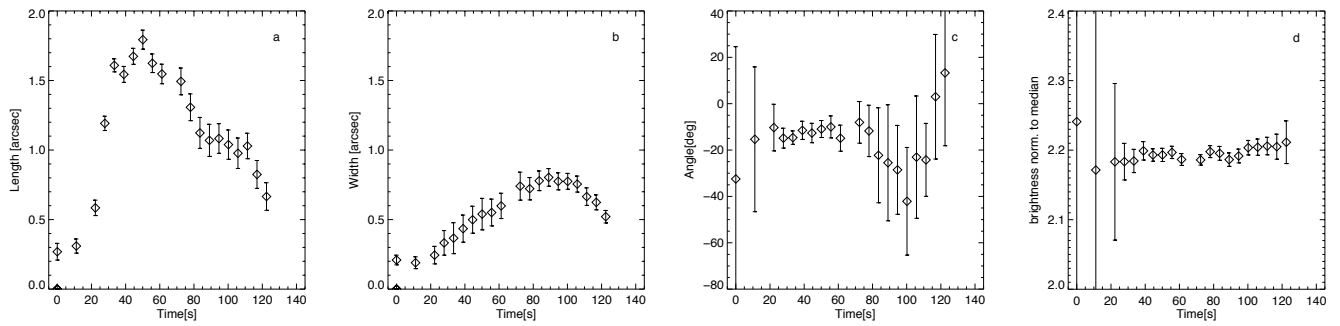 a
2.0
1.5
1.0
0.5
0.0
Length [arcsec]
0 20 40 60 80 100 120 140
Time[s]
b
2.0
1.5
1.0
0.5
0.0
Width [arcsec]
0 20 40 60 80 100 120 140
Time[s]
c
40
20
0
−20
−40
−60
−80
Angle[deg]
0 20 40 60 80 100 120 140
Time[s]
d
2.4
2.3
2.2
2.1
2.0
brightness norm. to median
0 20 40 60 80 100 120 140
Time[s]